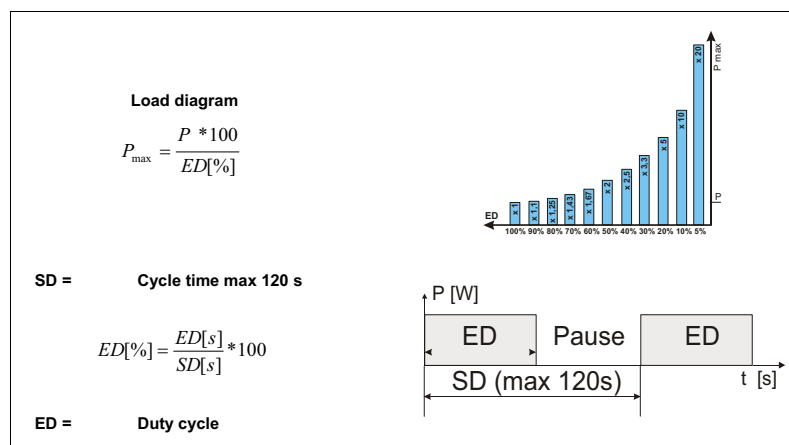 Load diagram
P_max = P * 100 / ED[%]
P max
x 20
x 10
x 5
x 3,3
x 2,5
x 2
x 1,67
x 1,43
x 1,25
x 1,1
x 1
P
ED
100% 90% 80% 70% 60% 50% 40% 30% 20% 10% 5%
SD = Cycle time max 120 s
ED[%] = ED[s] / SD[s] * 100
ED = Duty cycle
P [W]
ED Pause ED
SD (max 120s) t [s]